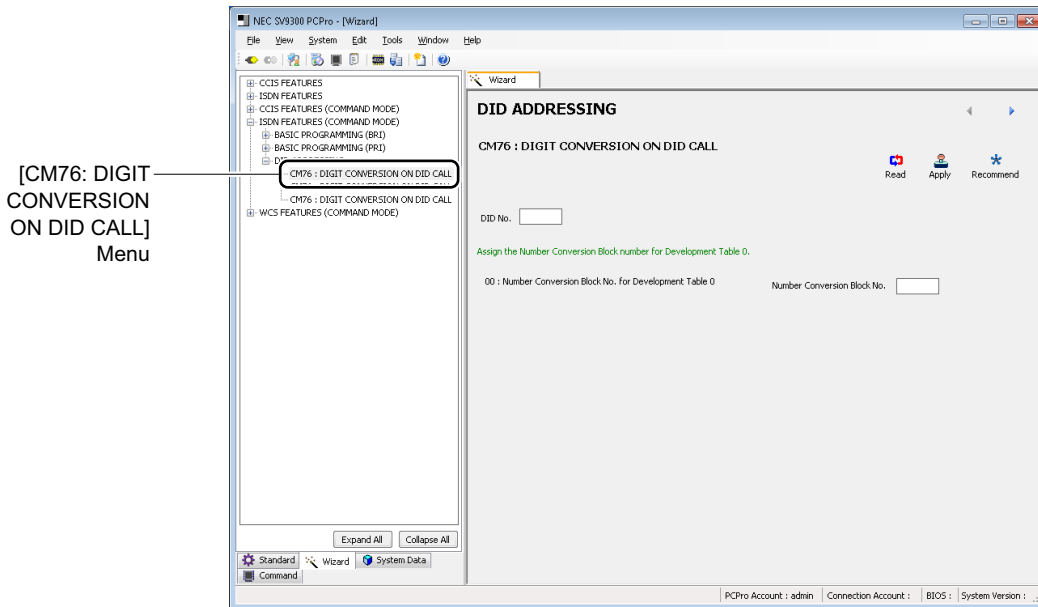 NEC SV9300 PCPro - [Wizard]
File View System Edit Tools Window Help
CCIS FEATURES
ISDN FEATURES
CCIS FEATURES (COMMAND MODE)
ISDN FEATURES (COMMAND MODE)
BASIC PROGRAMMING (BRI)
BASIC PROGRAMMING (PRI)
CM76 : DIGIT CONVERSION ON DID CALL
CM76 : DIGIT CONVERSION ON DID CALL
WCS FEATURES (COMMAND MODE)
[CM76: DIGIT
CONVERSION
ON DID CALL]
Menu
Expand All Collapse All
Standard Wizard System Data
Command
Wizard
DID ADDRESSING
CM76 : DIGIT CONVERSION ON DID CALL
Read Apply Recommend
DID No.
Assign the Number Conversion Block number for Development Table 0.
00 : Number Conversion Block No. for Development Table 0 Number Conversion Block No.
PCPro Account : admin Connection Account : BIOS : System Version :